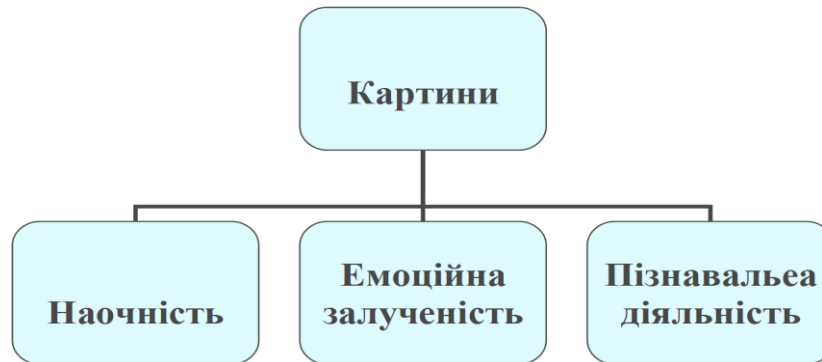 Картини
Наочність
Емоційна
залученість
Пізнавальеа
діяльність